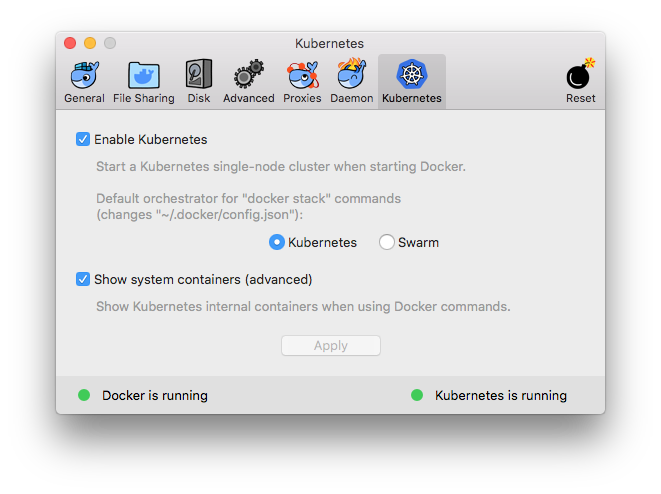 Kubernetes
General File Sharing Disk Advanced Proxies Daemon Kubernetes Reset
Enable Kubernetes
Start a Kubernetes single-node cluster when starting Docker.
Default orchestrator for "docker stack" commands
(changes "~/.docker/config.json"):
Kubernetes Swarm
Show system containers (advanced)
Show Kubernetes internal containers when using Docker commands.
Apply
Docker is running Kubernetes is running